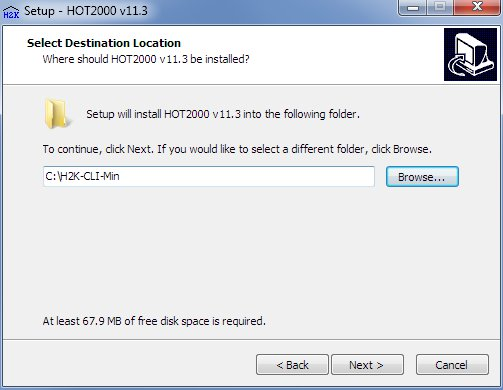 H2K Setup - HOT2000 v11.3
Select Destination Location
Where should HOT2000 v11.3 be installed?
Setup will install HOT2000 v11.3 into the following folder.
To continue, click Next. If you would like to select a different folder, click Browse.
C:\H2K-CLI-Min
Browse...
At least 67.9 MB of free disk space is required.
< Back
Next >
Cancel